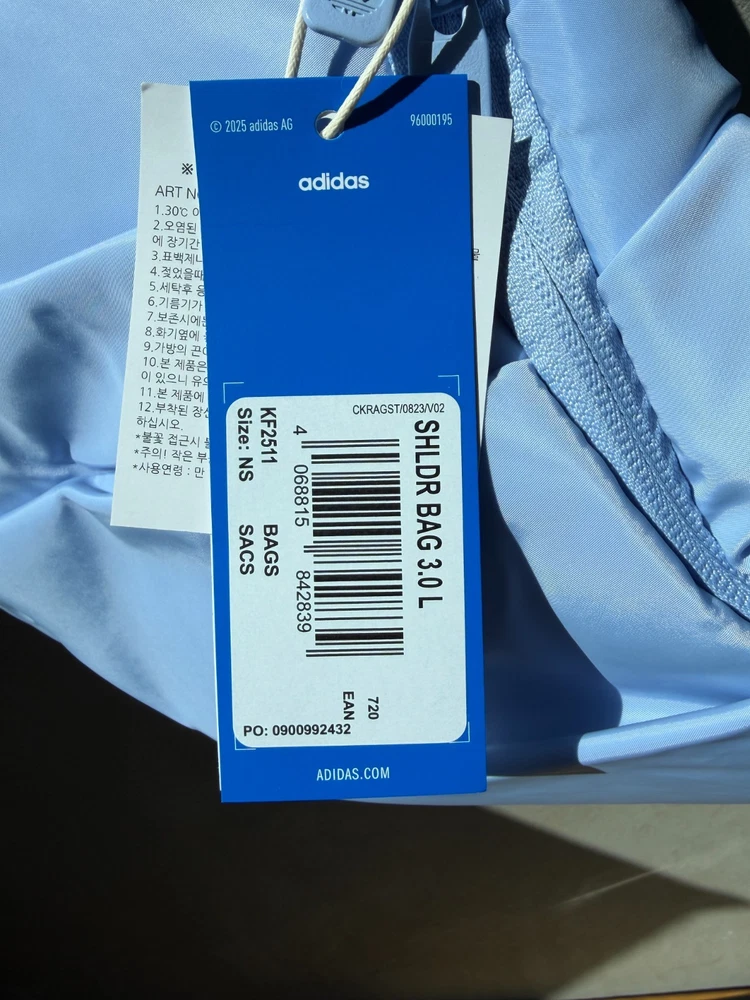 © 2025 adidas AG
96000195
adidas
CKRAGST/0823/V02
SHLDR BAG 3.0 L
4 068815 842839
KF2511 BAGS
Size: NS SACS
720
EAN
PO: 0900992432
ADIDAS.COM
※
ART
1.30℃
2.오염된
에 장기간
3.표백제
4.젖었을때
5.세탁후
6.기름기가
7.보존시에
8.화기옆에
9.가방의
10.본 제품은
이 있으니
11.본 제품에
12.부착된
하십시오.
*불꽃 접근시
*주의! 작은
*사용연령 : 만
물